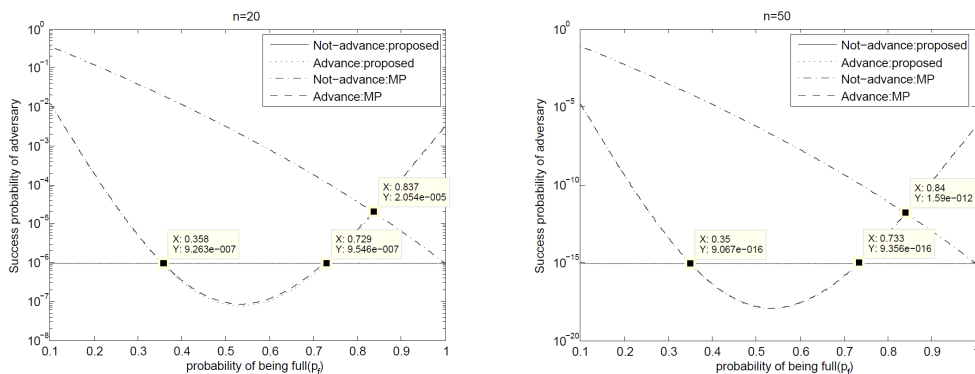 n=20
10^0
10^-1
10^-2
10^-3
10^-4
10^-5
10^-6
10^-7
10^-8
Success probability of adversary
Not-advance:proposed
Advance:proposed
Not-advance:MP
Advance:MP
X: 0.837
Y: 2.054e-005
X: 0.358
Y: 9.263e-007
X: 0.729
Y: 9.546e-007
0.1 0.2 0.3 0.4 0.5 0.6 0.7 0.8 0.9 1
probability of being full(p_f)
n=50
10^0
10^-5
10^-10
10^-15
10^-20
Success probability of adversary
Not-advance:proposed
Advance:proposed
Not-advance:MP
Advance:MP
X: 0.84
Y: 1.59e-012
X: 0.35
Y: 9.067e-016
X: 0.733
Y: 9.356e-016
0.1 0.2 0.3 0.4 0.5 0.6 0.7 0.8 0.9 1
probability of being full(p_f)